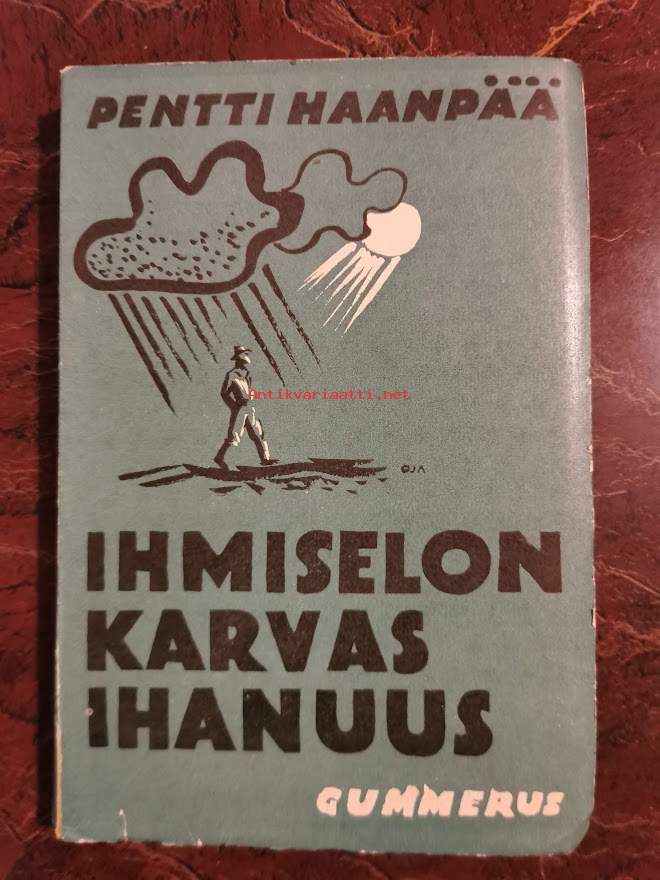 PENTTI HAANPÄÄ
Antikvariaatti.net
OJA
IHMISELON
KARVAS
IHANUUS
GUMMERUS